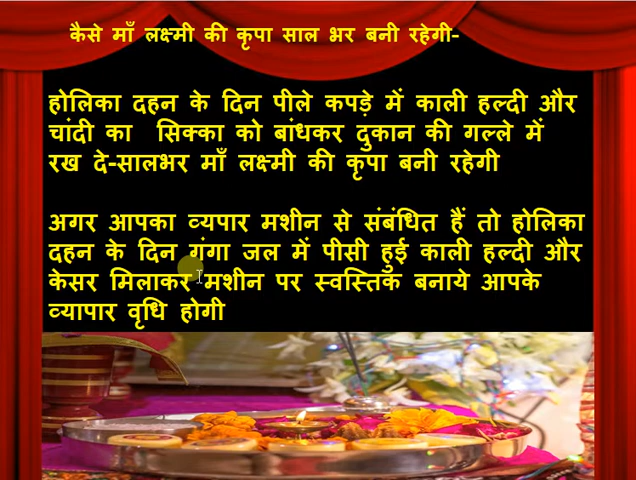 कैसे माँ लक्ष्मी की कृपा साल भर बनी रहेगी-
होलिका दहन के दिन पीले कपड़े में काली हल्दी और
चांदी का सिक्का को बांधकर दुकान की गल्ले में
रख दे-सालभर माँ लक्ष्मी की कृपा बनी रहेगी
अगर आपका व्यपार मशीन से संबंधित हैं तो होलिका
दहन के दिन गंगा जल में पीसी हुई काली हल्दी और
केसर मिलाकर मशीन पर स्वस्तिक बनाये आपके
व्यापार वृधि होगी